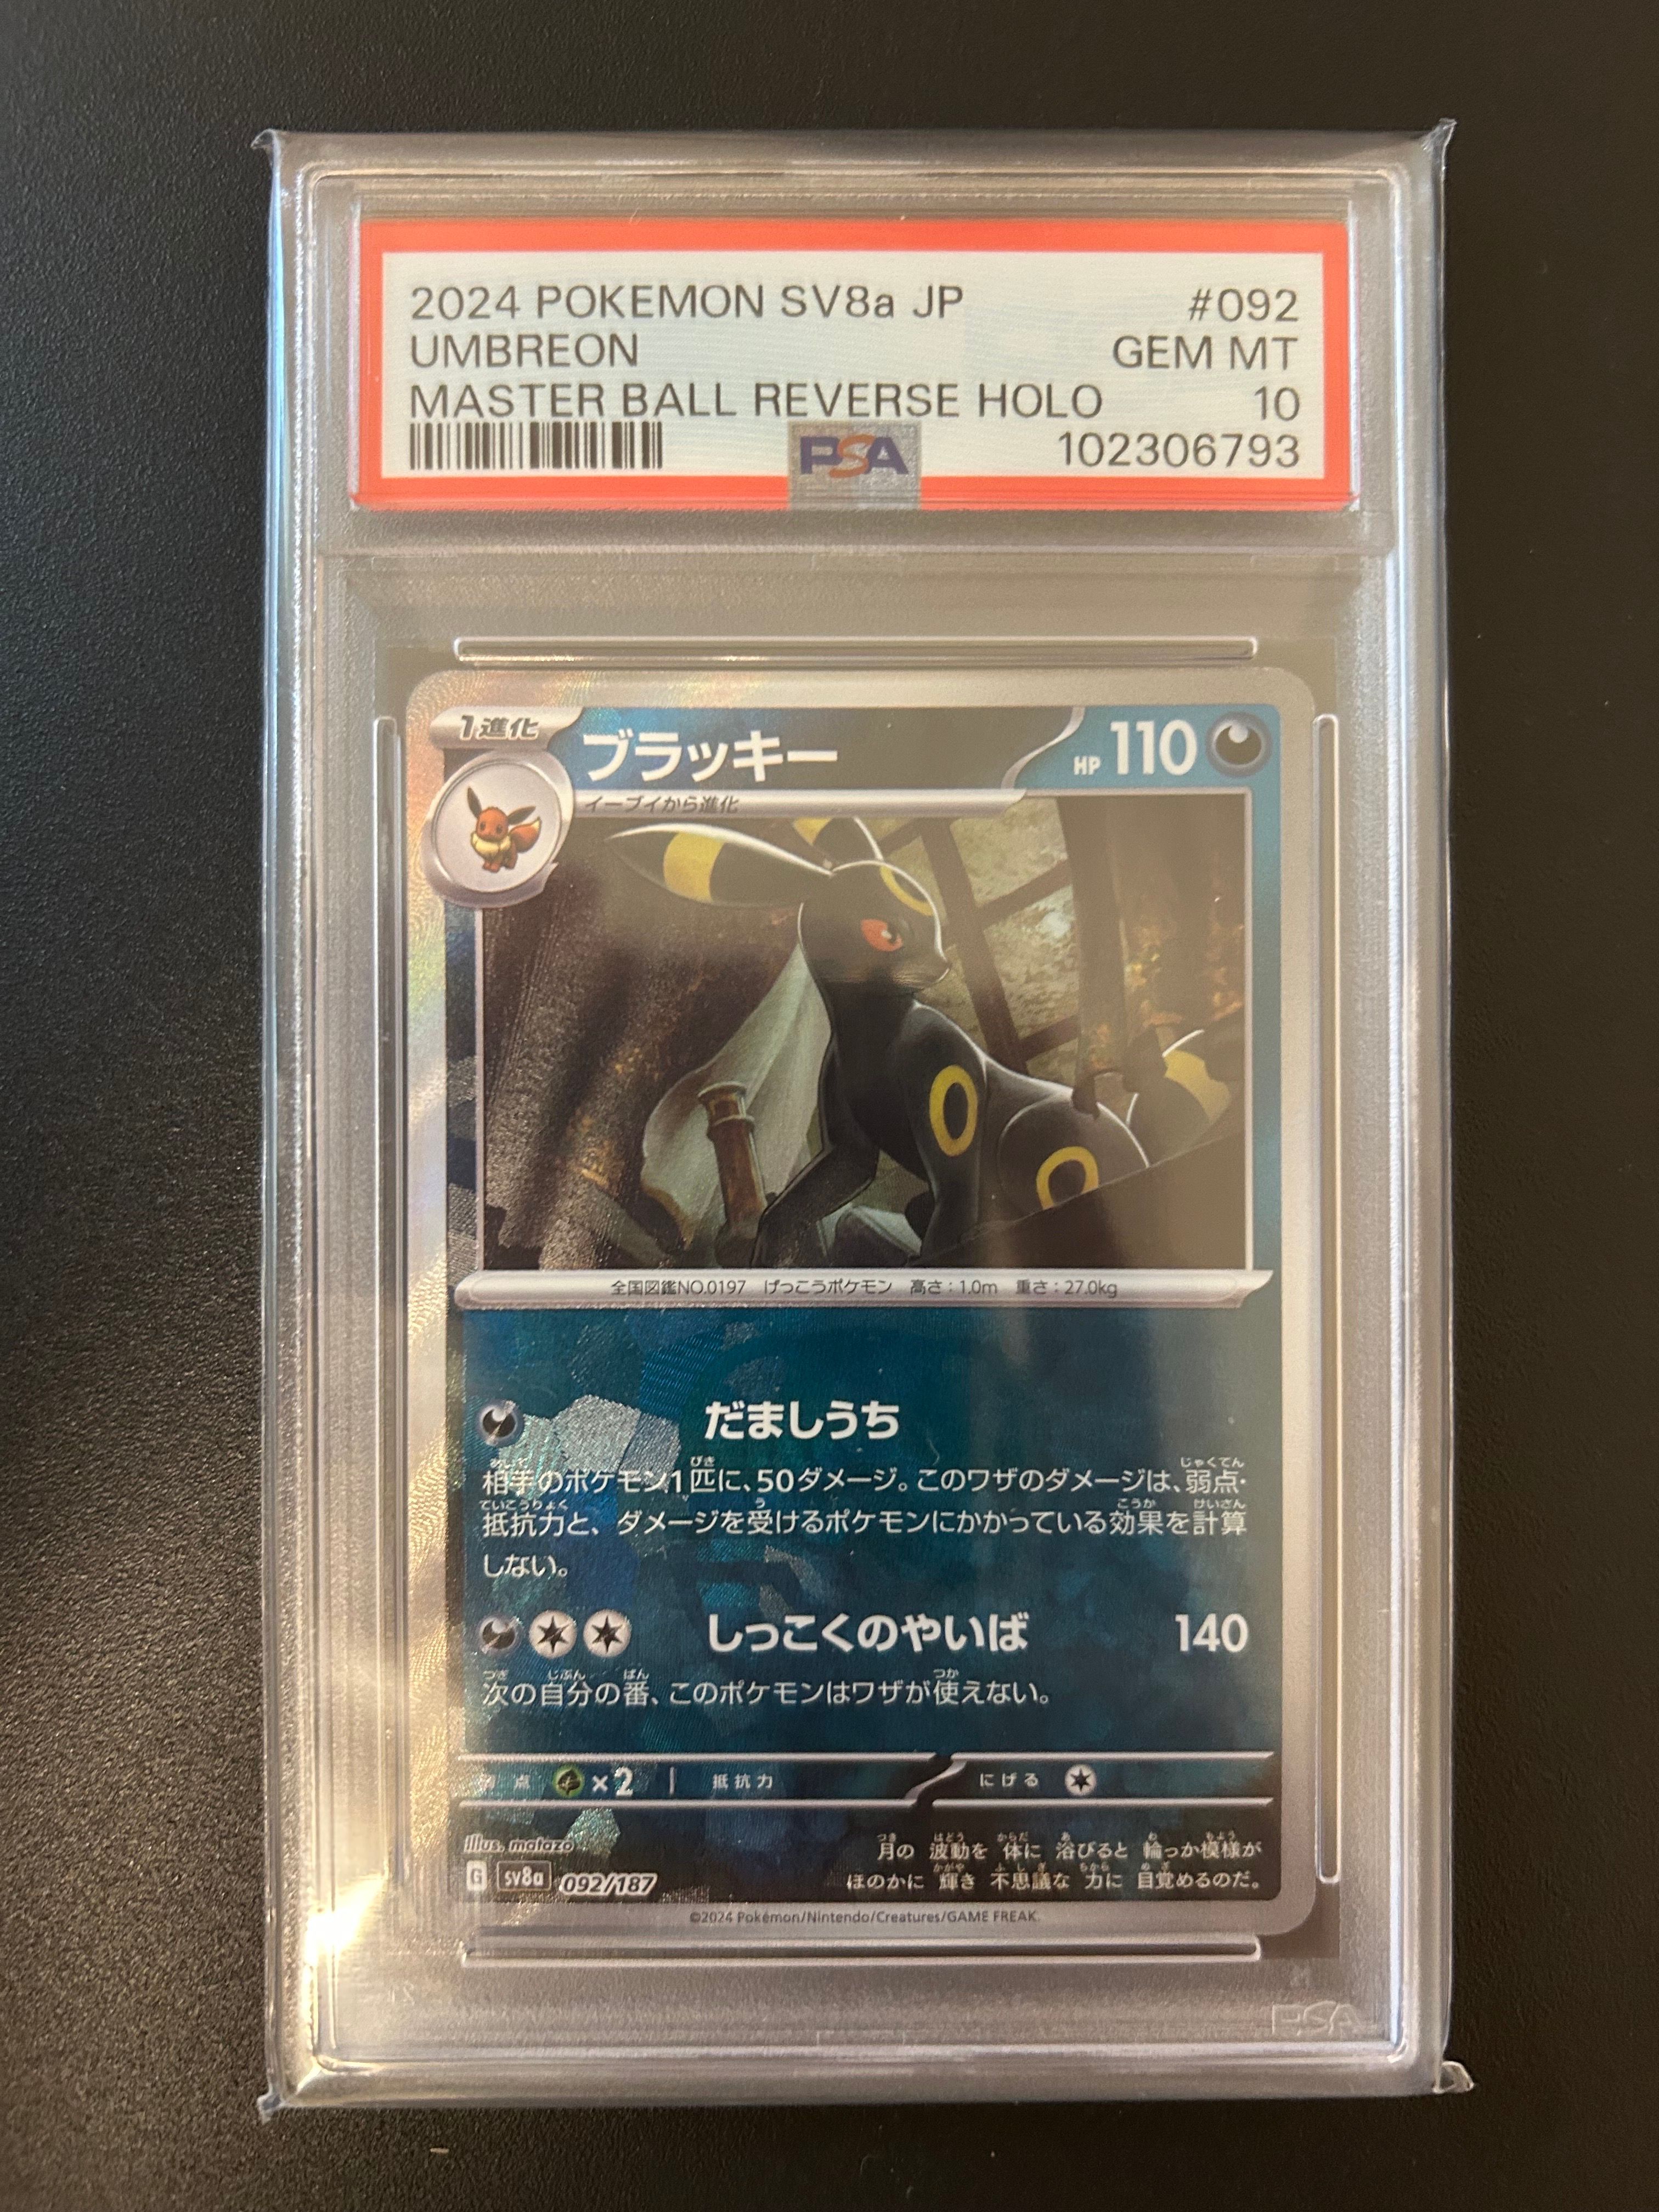 2024 POKEMON SV8a JP #092
UMBREON GEM MT
MASTER BALL REVERSE HOLO 10
PSA 102306793
1進化 ブラッキー HP 110
イーブイから進化
全国図鑑NO.0197 げっこうポケモン 高さ:1.0m 重さ:27.0kg
だましうち
相手のポケモン1匹に、50ダメージ。このワザのダメージは、弱点・
抵抗力と、ダメージを受けるポケモンにかかっている効果を計算
しない。
しっこくのやいば 140
次の自分の番、このポケモンはワザが使えない。
弱点 ×2 抵抗力 にげる
illus. matazo
G sv8a 092/187
月の 波動を 体に 浴びると 輪っか模様が
ほのかに 輝き 不思議な 力に 目覚めるのだ。
©2024 Pokémon/Nintendo/Creatures/GAME FREAK.
PSA